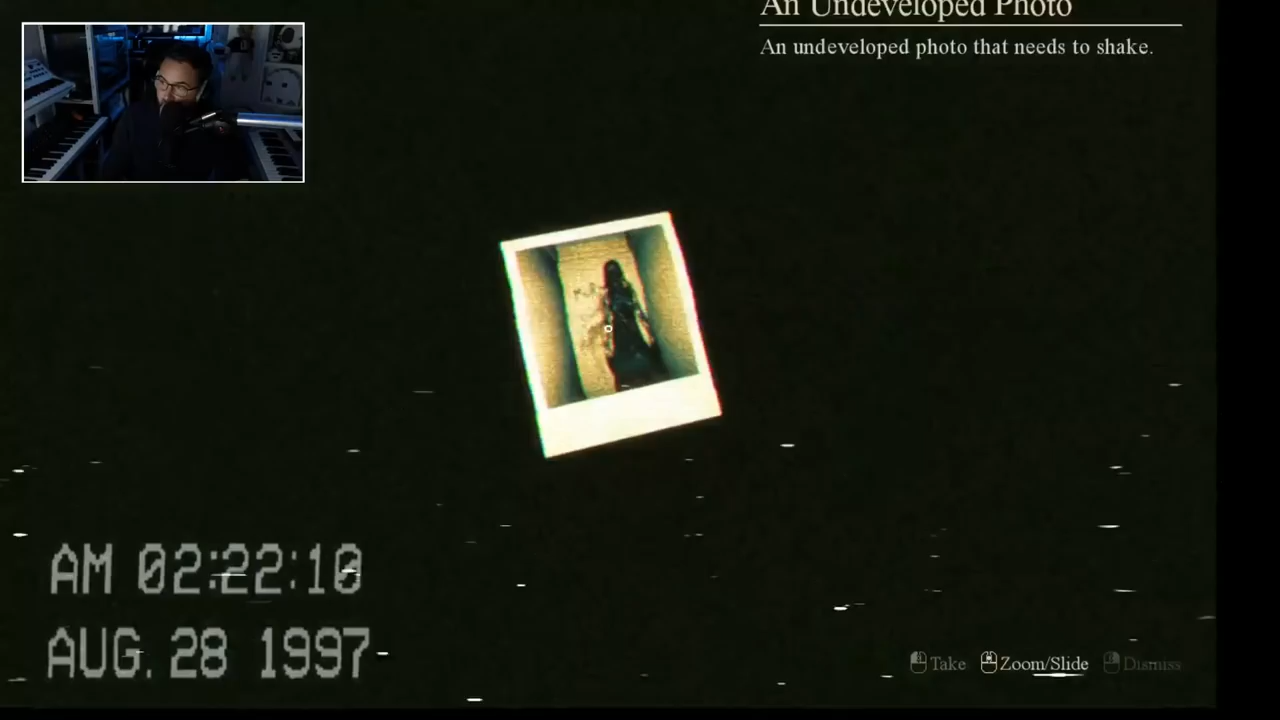 An Undeveloped Photo
An undeveloped photo that needs to shake.
AM 02:22:10
AUG. 28 1997
Take Zoom/Slide Dismiss